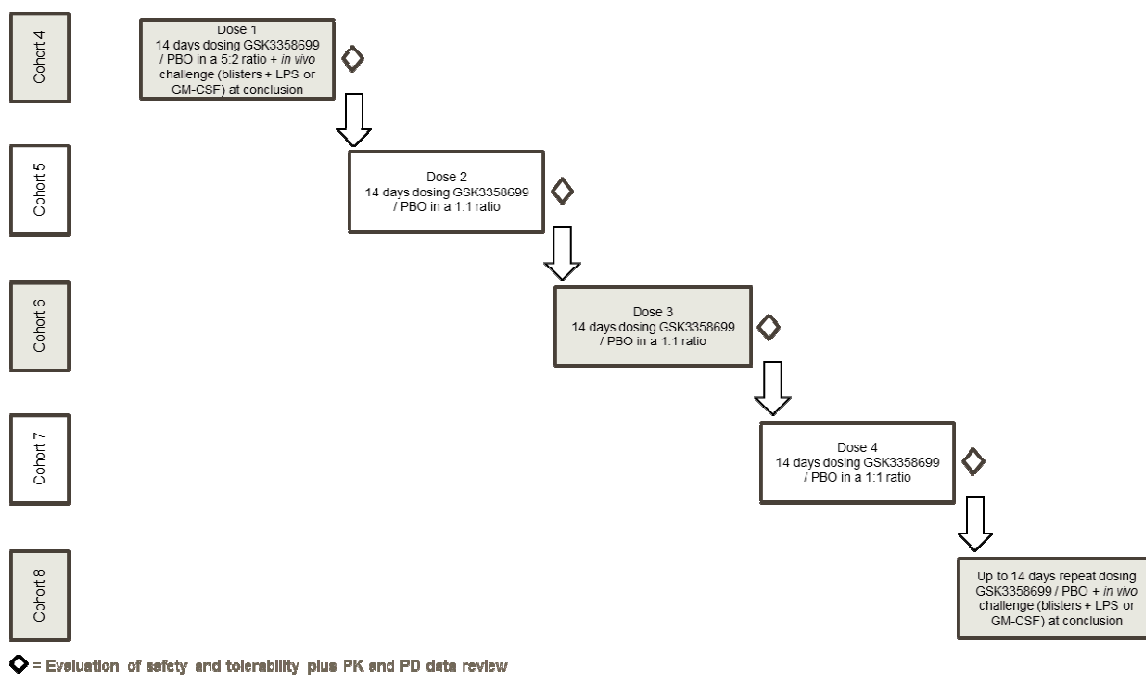 Cohort 4
Dose 1
14 days dosing GSK3358699
/ PBO in a 5:2 ratio + in vivo
challenge (blisters + LPS or
GM-CSF) at conclusion
Cohort 5
Dose 2
14 days dosing GSK3358699
/ PBO in a 1:1 ratio
Cohort 6
Dose 3
14 days dosing GSK3358699
/ PBO in a 1:1 ratio
Cohort 7
Dose 4
14 days dosing GSK3358699
/ PBO in a 1:1 ratio
Cohort 8
Up to 14 days repeat dosing
GSK3358699 / PBO + in vivo
challenge (blisters + LPS or
GM-CSF) at conclusion
= Evaluation of safety and tolerability plus PK and PD data review